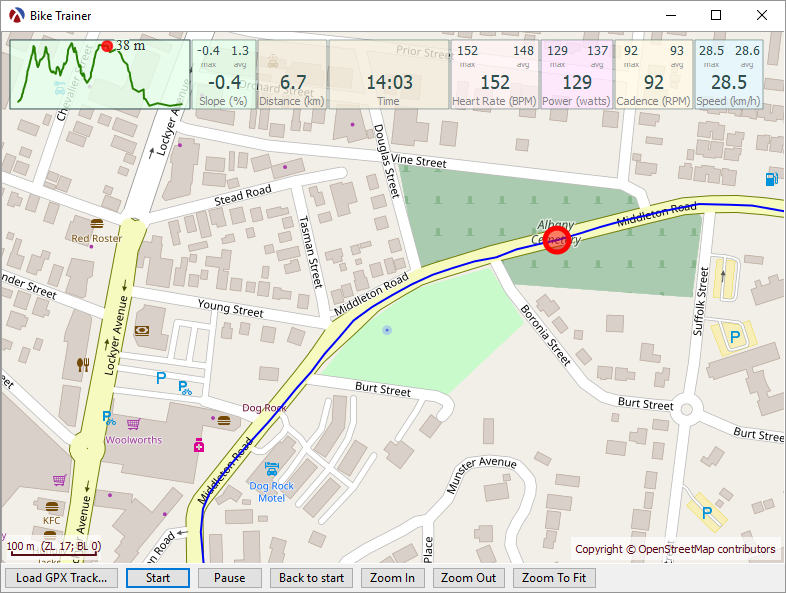 Bike Trainer
38 m
-0.4 1.3
max avg
-0.4
Slope (%)
6.7
Distance (km)
14:03
Time
152 148
max avg
152
Heart Rate (BPM)
129 137
max avg
129
Power (watts)
92 93
max avg
92
Cadence (RPM)
28.5 28.6
max avg
28.5
Speed (km/h)
Prior Street
Orchard Street
Chevalier Street
Lockyer Avenue
Douglas Street
Vine Street
Stead Road
Tasman Street
Albany
Cemetery
Middleton Road
Red Roster
Middleton Road
Young Street
Lockyer Avenue
Suffolk Street
Boronia Street
P
P
P
P
Burt Street
Burt Street
Burt Stree
Dog Rock
Woolworths
Middleton Road
Dog Rock
Motel
Munster Avenue
KFC
P
Place
100 m (ZL 17; BL 0)
Copyright © OpenStreetMap contributors
Load GPX Track...
Start
Pause
Back to start
Zoom In
Zoom Out
Zoom To Fit